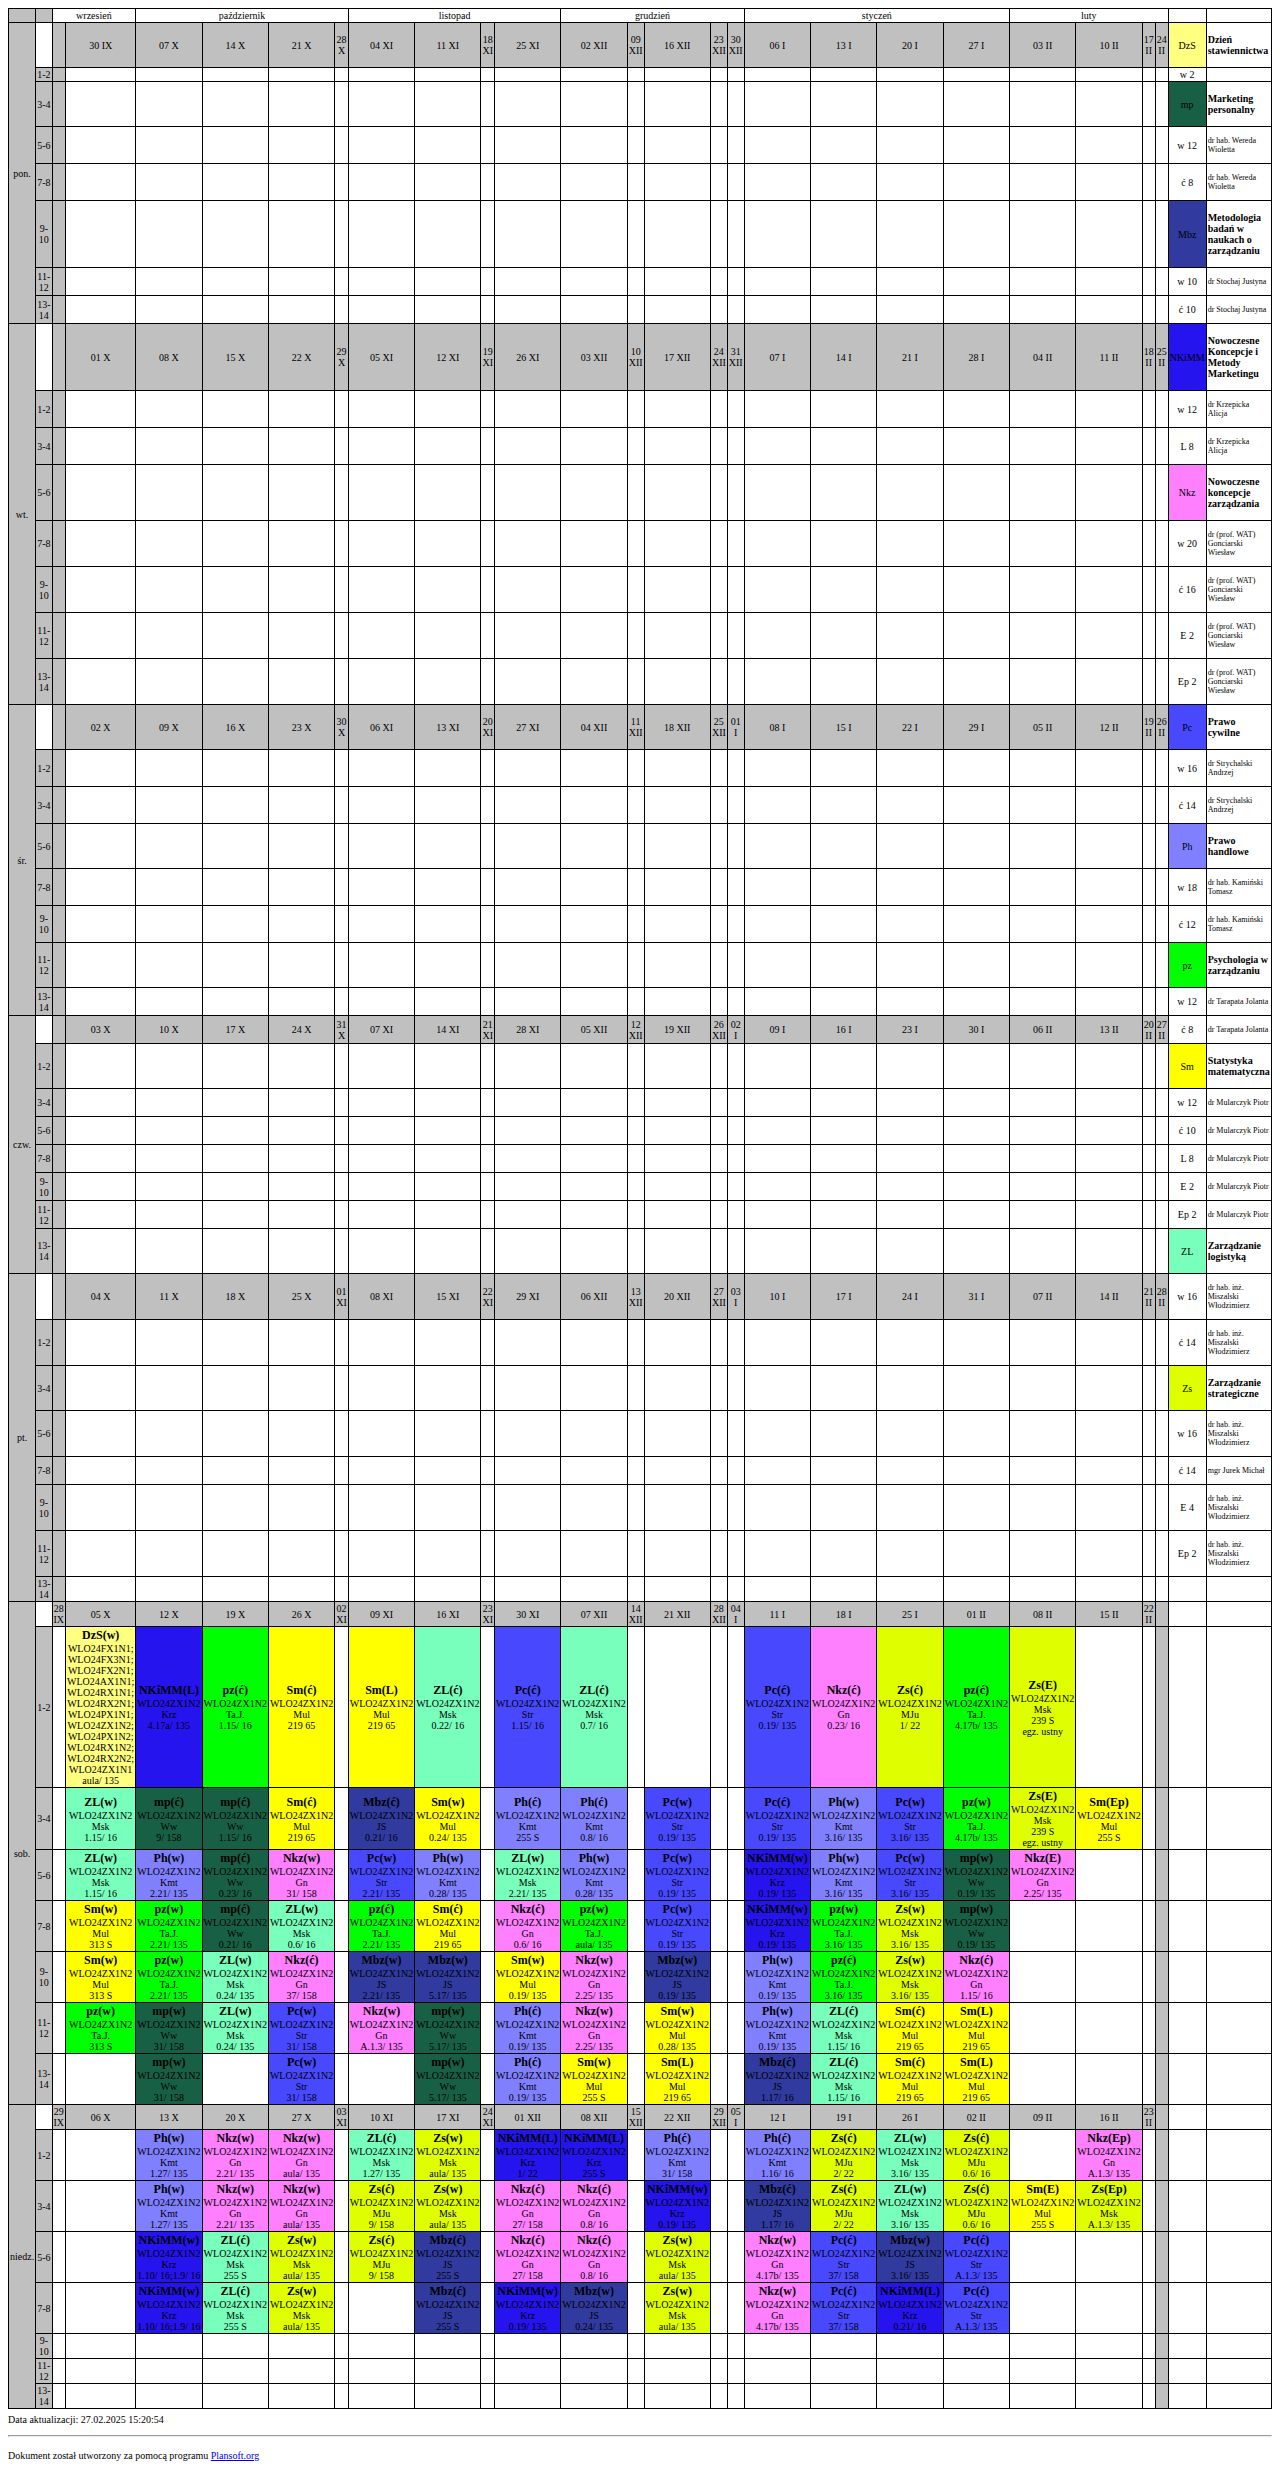 wrzesień październik listopad grudzień styczeń luty
pon. 30 IX 07 X 14 X 21 X 28 X 04 XI 11 XI 18 XI 25 XI 02 XII 09 XII 16 XII 23 XII 30 XII 06 I 13 I 20 I 27 I 03 II 10 II 17 II 24 II DzS Dzień stawiennictwa
1-2 w 2
3-4 mp Marketing personalny
5-6 w 12 dr hab. Wereda Wioletta
7-8 ć 8 dr hab. Wereda Wioletta
9-10 Mbz Metodologia badań w naukach o zarządzaniu
11-12 w 10 dr Stochaj Justyna
13-14 ć 10 dr Stochaj Justyna
wt. 01 X 08 X 15 X 22 X 29 X 05 XI 12 XI 19 XI 26 XI 03 XII 10 XII 17 XII 24 XII 31 XII 07 I 14 I 21 I 28 I 04 II 11 II 18 II 25 II NKiMM Nowoczesne Koncepcje i Metody Marketingu
1-2 w 12 dr Krzepicka Alicja
3-4 L 8 dr Krzepicka Alicja
5-6 Nkz Nowoczesne koncepcje zarządzania
7-8 w 20 dr (prof. WAT) Gonciarski Wiesław
9-10 ć 16 dr (prof. WAT) Gonciarski Wiesław
11-12 E 2 dr (prof. WAT) Gonciarski Wiesław
13-14 Ep 2 dr (prof. WAT) Gonciarski Wiesław
śr. 02 X 09 X 16 X 23 X 30 X 06 XI 13 XI 20 XI 27 XI 04 XII 11 XII 18 XII 25 XII 01 I 08 I 15 I 22 I 29 I 05 II 12 II 19 II 26 II Pc Prawo cywilne
1-2 w 16 dr Strychalski Andrzej
3-4 ć 14 dr Strychalski Andrzej
5-6 Ph Prawo handlowe
7-8 w 18 dr hab. Kamiński Tomasz
9-10 ć 12 dr hab. Kamiński Tomasz
11-12 pz Psychologia w zarządzaniu
13-14 w 12 dr Tarapata Jolanta
czw. 03 X 10 X 17 X 24 X 31 X 07 XI 14 XI 21 XI 28 XI 05 XII 12 XII 19 XII 26 XII 02 I 09 I 16 I 23 I 30 I 06 II 13 II 20 II 27 II ć 8 dr Tarapata Jolanta
1-2 Sm Statystyka matematyczna
3-4 w 12 dr Mularczyk Piotr
5-6 ć 10 dr Mularczyk Piotr
7-8 L 8 dr Mularczyk Piotr
9-10 E 2 dr Mularczyk Piotr
11-12 Ep 2 dr Mularczyk Piotr
13-14 ZL Zarządzanie logistyką
pt. 04 X 11 X 18 X 25 X 01 XI 08 XI 15 XI 22 XI 29 XI 06 XII 13 XII 20 XII 27 XII 03 I 10 I 17 I 24 I 31 I 07 II 14 II 21 II 28 II w 16 dr hab. inż. Miszalski Włodzimierz
1-2 ć 14 dr hab. inż. Miszalski Włodzimierz
3-4 Zs Zarządzanie strategiczne
5-6 w 16 dr hab. inż. Miszalski Włodzimierz
7-8 ć 14 mgr Jurek Michał
9-10 E 4 dr hab. inż. Miszalski Włodzimierz
11-12 Ep 2 dr hab. inż. Miszalski Włodzimierz
13-14
sob. 28 IX 05 X 12 X 19 X 26 X 02 XI 09 XI 16 XI 23 XI 30 XI 07 XII 14 XII 21 XII 28 XII 04 I 11 I 18 I 25 I 01 II 08 II 15 II 22 II
1-2
DzS(w) WLO24FX1N1; WLO24FX3N1; WLO24FX2N1; WLO24AX1N1; WLO24RX1N1; WLO24RX2N1; WLO24PX1N1; WLO24ZX1N2; WLO24PX1N2; WLO24RX1N2; WLO24RX2N2; WLO24ZX1N1 aula/ 135
NKiMM(L) pz(ć) Sm(ć) Sm(L) ZL(ć) Pc(ć) ZL(ć) Pc(ć) Nkz(ć) Zs(ć) pz(ć) Zs(E)
WLO24ZX1N2 WLO24ZX1N2 WLO24ZX1N2 WLO24ZX1N2 WLO24ZX1N2 WLO24ZX1N2 WLO24ZX1N2 WLO24ZX1N2 WLO24ZX1N2 WLO24ZX1N2 WLO24ZX1N2 WLO24ZX1N2
Krz Ta.J. Mul Mul Msk Str Msk Str Gn MJu Ta.J. Msk
4.17a/ 135 1.15/ 16 219 65 219 65 0.22/ 16 1.15/ 16 0.7/ 16 0.19/ 135 0.23/ 16 1/ 22 4.17b/ 135 239 S
egz. ustny
3-4
ZL(w) mp(ć) mp(ć) Sm(ć) Mbz(ć) Sm(w) Ph(ć) Ph(ć) Pc(w) Pc(ć) Ph(w) Pc(w) pz(w) Zs(E) Sm(Ep)
WLO24ZX1N2 WLO24ZX1N2 WLO24ZX1N2 WLO24ZX1N2 WLO24ZX1N2 WLO24ZX1N2 WLO24ZX1N2 WLO24ZX1N2 WLO24ZX1N2 WLO24ZX1N2 WLO24ZX1N2 WLO24ZX1N2 WLO24ZX1N2 WLO24ZX1N2 WLO24ZX1N2
Msk Ww Ww Mul JS Mul Kmt Kmt Str Str Kmt Str Ta.J. Msk Mul
1.15/ 16 9/ 158 1.15/ 16 219 65 0.21/ 16 0.24/ 135 255 S 0.8/ 16 0.19/ 135 0.19/ 135 3.16/ 135 3.16/ 135 4.17b/ 135 239 S 255 S
egz. ustny
5-6
ZL(w) Ph(w) mp(ć) Nkz(w) Pc(w) Ph(w) ZL(w) Ph(w) Pc(w) NKiMM(w) Ph(w) Pc(w) mp(w) Nkz(E)
WLO24ZX1N2 WLO24ZX1N2 WLO24ZX1N2 WLO24ZX1N2 WLO24ZX1N2 WLO24ZX1N2 WLO24ZX1N2 WLO24ZX1N2 WLO24ZX1N2 WLO24ZX1N2 WLO24ZX1N2 WLO24ZX1N2 WLO24ZX1N2 WLO24ZX1N2
Msk Kmt Ww Gn Str Kmt Msk Kmt Str Krz Kmt Str Ww Gn
1.15/ 16 2.21/ 135 0.23/ 16 31/ 158 2.21/ 135 0.28/ 135 2.21/ 135 0.28/ 135 0.19/ 135 0.19/ 135 3.16/ 135 3.16/ 135 0.19/ 135 2.25/ 135
7-8
Sm(w) pz(w) mp(ć) ZL(w) pz(ć) Sm(ć) Nkz(ć) pz(w) Pc(w) NKiMM(w) pz(w) Zs(w) mp(w)
WLO24ZX1N2 WLO24ZX1N2 WLO24ZX1N2 WLO24ZX1N2 WLO24ZX1N2 WLO24ZX1N2 WLO24ZX1N2 WLO24ZX1N2 WLO24ZX1N2 WLO24ZX1N2 WLO24ZX1N2 WLO24ZX1N2 WLO24ZX1N2
Mul Ta.J. Ww Msk Ta.J. Mul Gn Ta.J. Str Krz Ta.J. Msk Ww
313 S 2.21/ 135 0.21/ 16 0.6/ 16 2.21/ 135 219 65 0.6/ 16 aula/ 135 0.19/ 135 0.19/ 135 3.16/ 135 3.16/ 135 0.19/ 135
9-10
Sm(w) pz(w) ZL(w) Nkz(ć) Mbz(w) Mbz(w) Sm(w) Nkz(w) Mbz(w) Ph(w) pz(ć) Zs(w) Nkz(ć)
WLO24ZX1N2 WLO24ZX1N2 WLO24ZX1N2 WLO24ZX1N2 WLO24ZX1N2 WLO24ZX1N2 WLO24ZX1N2 WLO24ZX1N2 WLO24ZX1N2 WLO24ZX1N2 WLO24ZX1N2 WLO24ZX1N2 WLO24ZX1N2
Mul Ta.J. Msk Gn JS JS Mul Gn JS Kmt Ta.J. Msk Gn
313 S 2.21/ 135 0.24/ 135 37/ 158 2.21/ 135 5.17/ 135 0.19/ 135 2.25/ 135 0.19/ 135 0.19/ 135 3.16/ 135 3.16/ 135 1.15/ 16
11-12
pz(w) mp(w) ZL(w) Pc(w) Nkz(w) mp(w) Ph(ć) Nkz(w) Sm(w) Ph(w) ZL(ć) Sm(ć) Sm(L)
WLO24ZX1N2 WLO24ZX1N2 WLO24ZX1N2 WLO24ZX1N2 WLO24ZX1N2 WLO24ZX1N2 WLO24ZX1N2 WLO24ZX1N2 WLO24ZX1N2 WLO24ZX1N2 WLO24ZX1N2 WLO24ZX1N2 WLO24ZX1N2
Ta.J. Ww Msk Str Gn Ww Kmt Gn Mul Kmt Msk Mul Mul
313 S 31/ 158 0.24/ 135 31/ 158 A.1.3/ 135 5.17/ 135 0.19/ 135 2.25/ 135 0.28/ 135 0.19/ 135 1.15/ 16 219 65 219 65
13-14
mp(w) Pc(w) mp(w) Ph(ć) Sm(w) Sm(L) Mbz(ć) ZL(ć) Sm(ć) Sm(L)
WLO24ZX1N2 WLO24ZX1N2 WLO24ZX1N2 WLO24ZX1N2 WLO24ZX1N2 WLO24ZX1N2 WLO24ZX1N2 WLO24ZX1N2 WLO24ZX1N2 WLO24ZX1N2
Ww Str Ww Kmt Mul Mul JS Msk Mul Mul
31/ 158 31/ 158 5.17/ 135 0.19/ 135 255 S 219 65 1.17/ 16 1.15/ 16 219 65 219 65
niedz. 29 IX 06 X 13 X 20 X 27 X 03 XI 10 XI 17 XI 24 XI 01 XII 08 XII 15 XII 22 XII 29 XII 05 I 12 I 19 I 26 I 02 II 09 II 16 II 23 II
1-2
Ph(w) Nkz(w) Nkz(w) ZL(ć) Zs(w) NKiMM(L) NKiMM(L) Ph(ć) Ph(ć) Zs(ć) ZL(w) Zs(ć) Nkz(Ep)
WLO24ZX1N2 WLO24ZX1N2 WLO24ZX1N2 WLO24ZX1N2 WLO24ZX1N2 WLO24ZX1N2 WLO24ZX1N2 WLO24ZX1N2 WLO24ZX1N2 WLO24ZX1N2 WLO24ZX1N2 WLO24ZX1N2 WLO24ZX1N2
Kmt Gn Gn Msk Msk Krz Krz Kmt Kmt MJu Msk MJu Gn
1.27/ 135 2.21/ 135 aula/ 135 1.27/ 135 aula/ 135 1/ 22 255 S 31/ 158 1.16/ 16 2/ 22 3.16/ 135 0.6/ 16 A.1.3/ 135
3-4
Ph(w) Nkz(w) Nkz(w) Zs(ć) Zs(w) Nkz(ć) Nkz(ć) NKiMM(w) Mbz(ć) Zs(ć) ZL(w) Zs(ć) Sm(E) Zs(Ep)
WLO24ZX1N2 WLO24ZX1N2 WLO24ZX1N2 WLO24ZX1N2 WLO24ZX1N2 WLO24ZX1N2 WLO24ZX1N2 WLO24ZX1N2 WLO24ZX1N2 WLO24ZX1N2 WLO24ZX1N2 WLO24ZX1N2 WLO24ZX1N2 WLO24ZX1N2
Kmt Gn Gn MJu Msk Gn Gn Krz JS MJu Msk MJu Mul Msk
1.27/ 135 2.21/ 135 aula/ 135 9/ 158 aula/ 135 27/ 158 0.8/ 16 0.19/ 135 1.17/ 16 2/ 22 3.16/ 135 0.6/ 16 255 S A.1.3/ 135
5-6
NKiMM(w) ZL(ć) Zs(w) Zs(ć) Mbz(ć) Nkz(ć) Nkz(ć) Zs(w) Nkz(w) Pc(ć) Mbz(w) Pc(ć)
WLO24ZX1N2 WLO24ZX1N2 WLO24ZX1N2 WLO24ZX1N2 WLO24ZX1N2 WLO24ZX1N2 WLO24ZX1N2 WLO24ZX1N2 WLO24ZX1N2 WLO24ZX1N2 WLO24ZX1N2 WLO24ZX1N2
Krz Msk Msk MJu JS Gn Gn Msk Gn Str JS Str
1.10/ 16;1.9/ 16 255 S aula/ 135 9/ 158 255 S 27/ 158 0.8/ 16 aula/ 135 4.17b/ 135 37/ 158 3.16/ 135 A.1.3/ 135
7-8
NKiMM(w) ZL(ć) Zs(w) Mbz(ć) NKiMM(w) Mbz(w) Zs(w) Nkz(w) Pc(ć) NKiMM(L) Pc(ć)
WLO24ZX1N2 WLO24ZX1N2 WLO24ZX1N2 WLO24ZX1N2 WLO24ZX1N2 WLO24ZX1N2 WLO24ZX1N2 WLO24ZX1N2 WLO24ZX1N2 WLO24ZX1N2 WLO24ZX1N2
Krz Msk Msk JS Krz JS Msk Gn Str Krz Str
1.10/ 16;1.9/ 16 255 S aula/ 135 255 S 0.19/ 135 0.24/ 135 aula/ 135 4.17b/ 135 37/ 158 0.21/ 16 A.1.3/ 135
9-10
11-12
13-14
Data aktualizacji: 27.02.2025 15:20:54
Dokument został utworzony za pomocą programu Plansoft.org